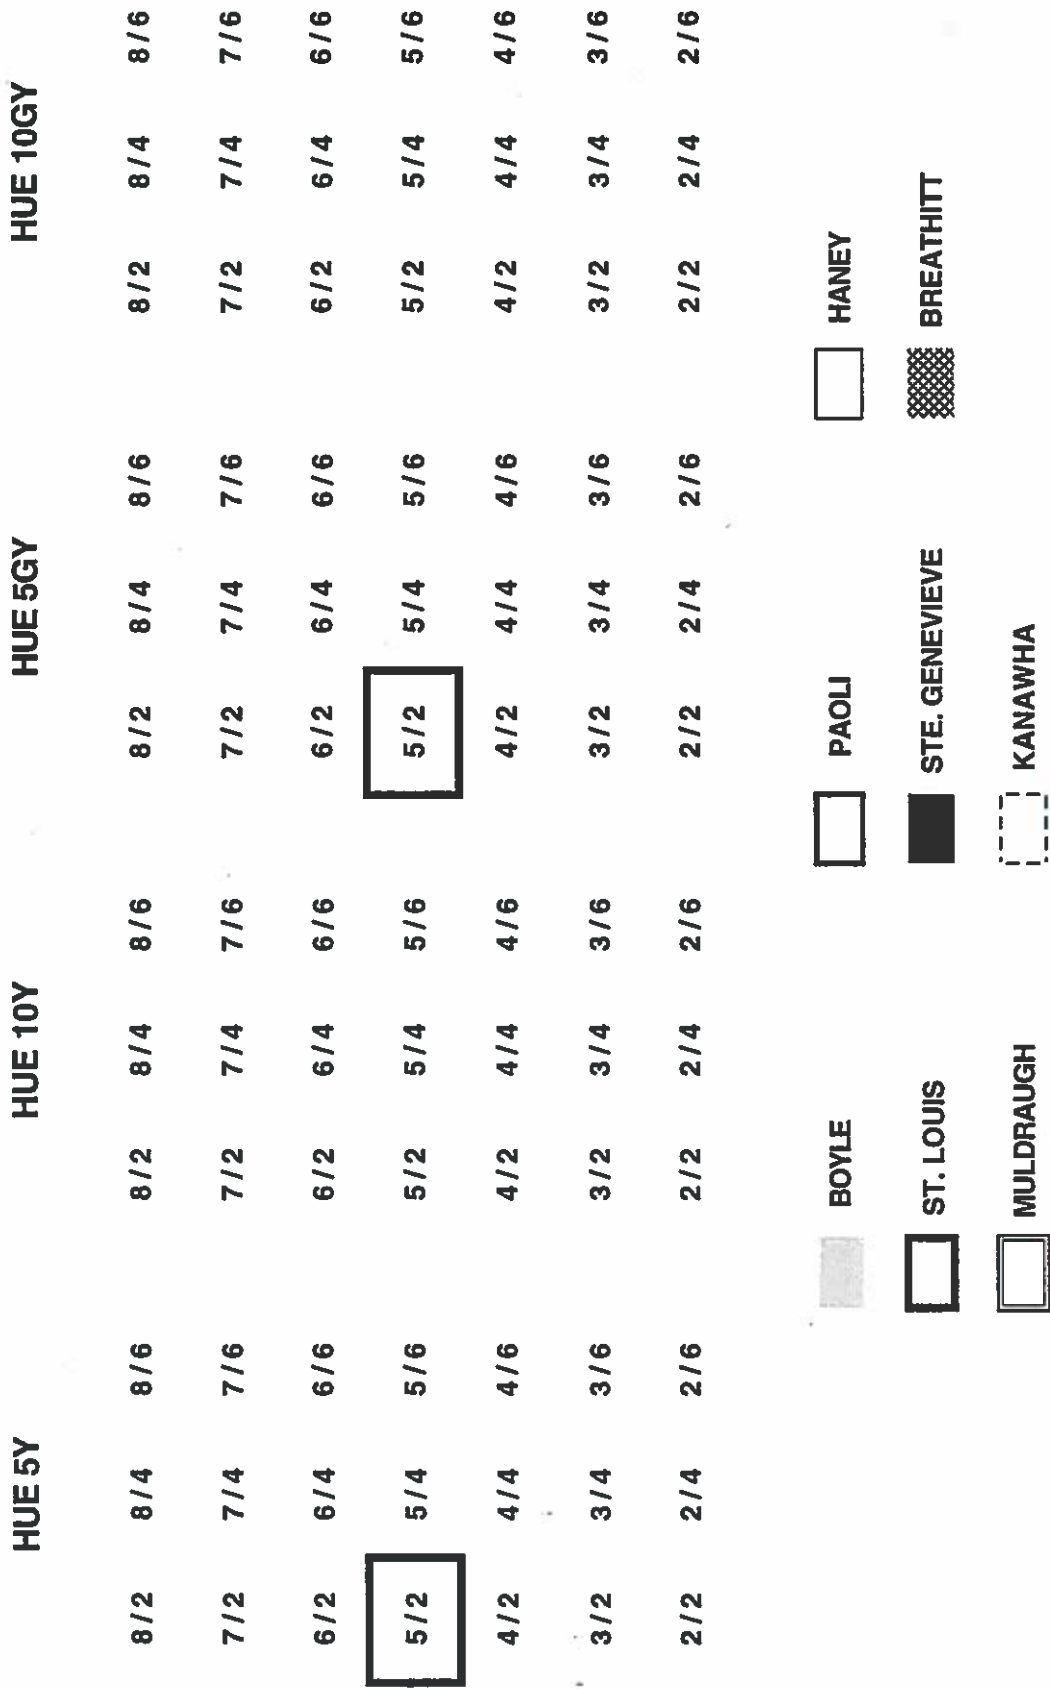 HUE 5Y HUE 10Y HUE 5GY HUE 10GY
8/2 8/4 8/6 8/2 8/4 8/6 8/2 8/4 8/6 8/2 8/4 8/6
7/2 7/4 7/6 7/2 7/4 7/6 7/2 7/4 7/6 7/2 7/4 7/6
6/2 6/4 6/6 6/2 6/4 6/6 6/2 6/4 6/6 6/2 6/4 6/6
5/2 5/4 5/6 5/2 5/4 5/6 5/2 5/4 5/6 5/2 5/4 5/6
4/2 4/4 4/6 4/2 4/4 4/6 4/2 4/4 4/6 4/2 4/4 4/6
3/2 3/4 3/6 3/2 3/4 3/6 3/2 3/4 3/6 3/2 3/4 3/6
2/2 2/4 2/6 2/2 2/4 2/6 2/2 2/4 2/6 2/2 2/4 2/6
BOYLE PAOLI HANEY
ST. LOUIS STE. GENEVIEVE BREATHITT
MULDRAUGH KANAWHA